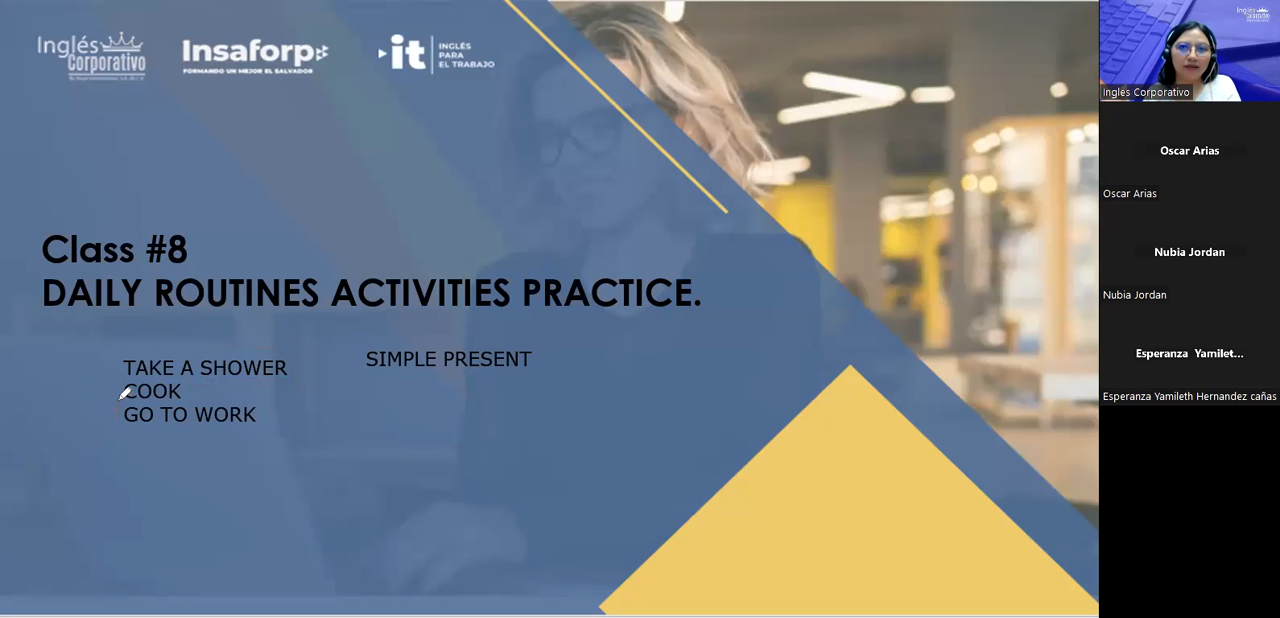 Inglés
Corporativo
Insaforp
FORMANDO UN MEJOR EL SALVADOR
it
INGLÉS
PARA
EL TRABAJO
Class #8
DAILY ROUTINES ACTIVITIES PRACTICE.
TAKE A SHOWER
COOK
GO TO WORK
SIMPLE PRESENT
Inglés
Inglés Corporativo
Oscar Arias
Oscar Arias
Nubia Jordan
Nubia Jordan
Esperanza Yamilet...
Esperanza Yamileth Hernandez cañas